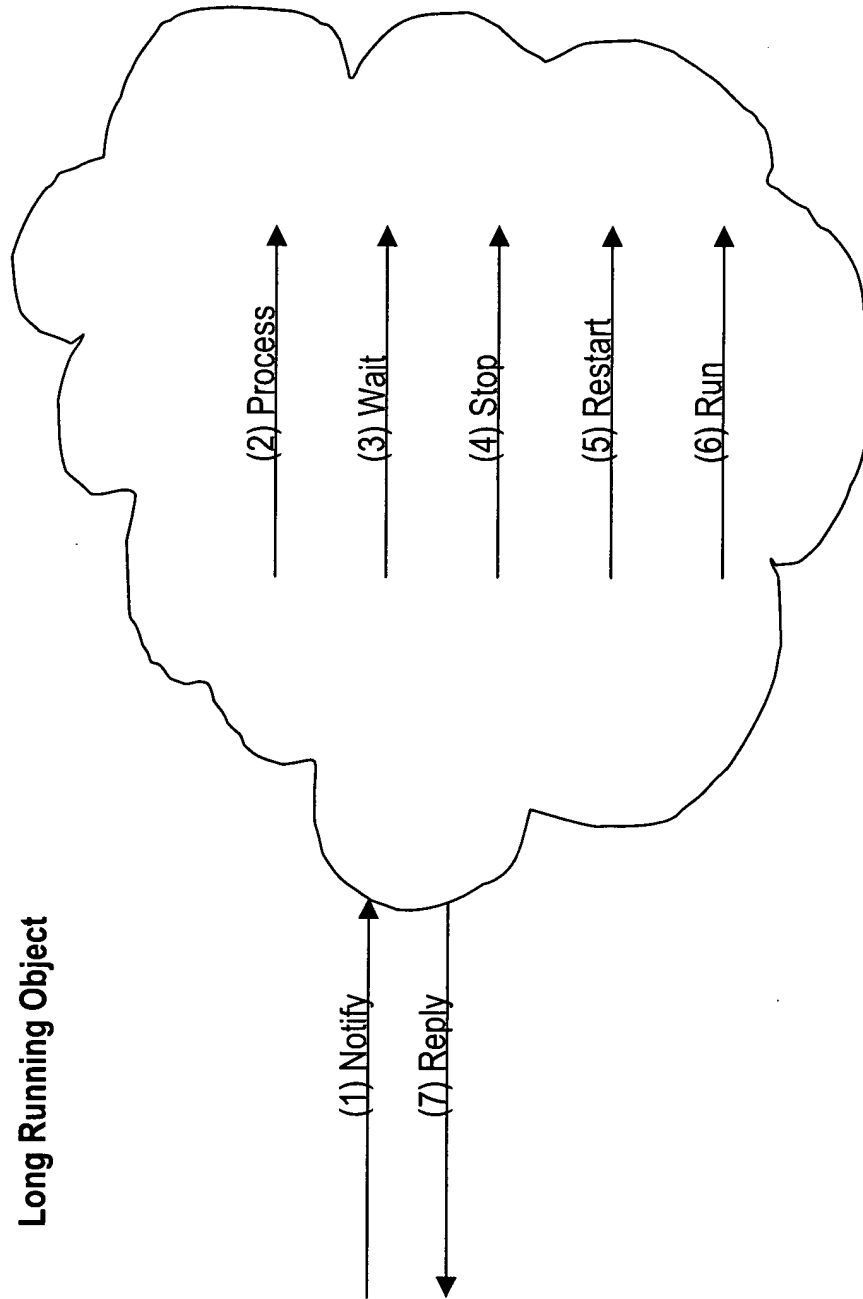 Long Running Object
(1) Notify
(7) Reply
(2) Process
(3) Wait
(4) Stop
(5) Restart
(6) Run